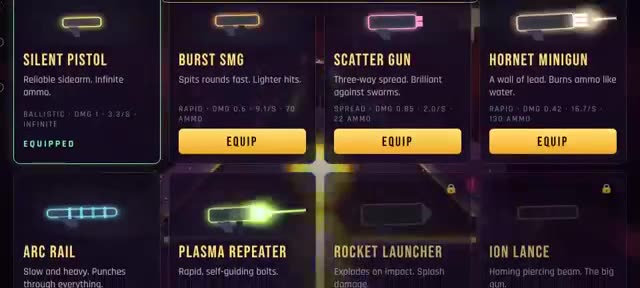 SILENT PISTOL
Reliable sidearm. Infinite
ammo.
BALLISTIC · DMG 1 · 3.3/S ·
INFINITE
EQUIPPED
BURST SMG
Spits rounds fast. Lighter hits.
RAPID · DMG 0.6 · 9.1/S · 70
AMMO
EQUIP
SCATTER GUN
Three-way spread. Brilliant
against swarms.
SPREAD · DMG 0.85 · 2.0/S ·
22 AMMO
EQUIP
HORNET MINIGUN
A wall of lead. Burns ammo like
water.
RAPID · DMG 0.42 · 16.7/S ·
130 AMMO
EQUIP
ARC RAIL
Slow and heavy. Punches
through everything.
PLASMA REPEATER
Rapid, self-guiding bolts.
ROCKET LAUNCHER
Explodes on impact. Splash
damage.
ION LANCE
Homing piercing beam. The big
gun.